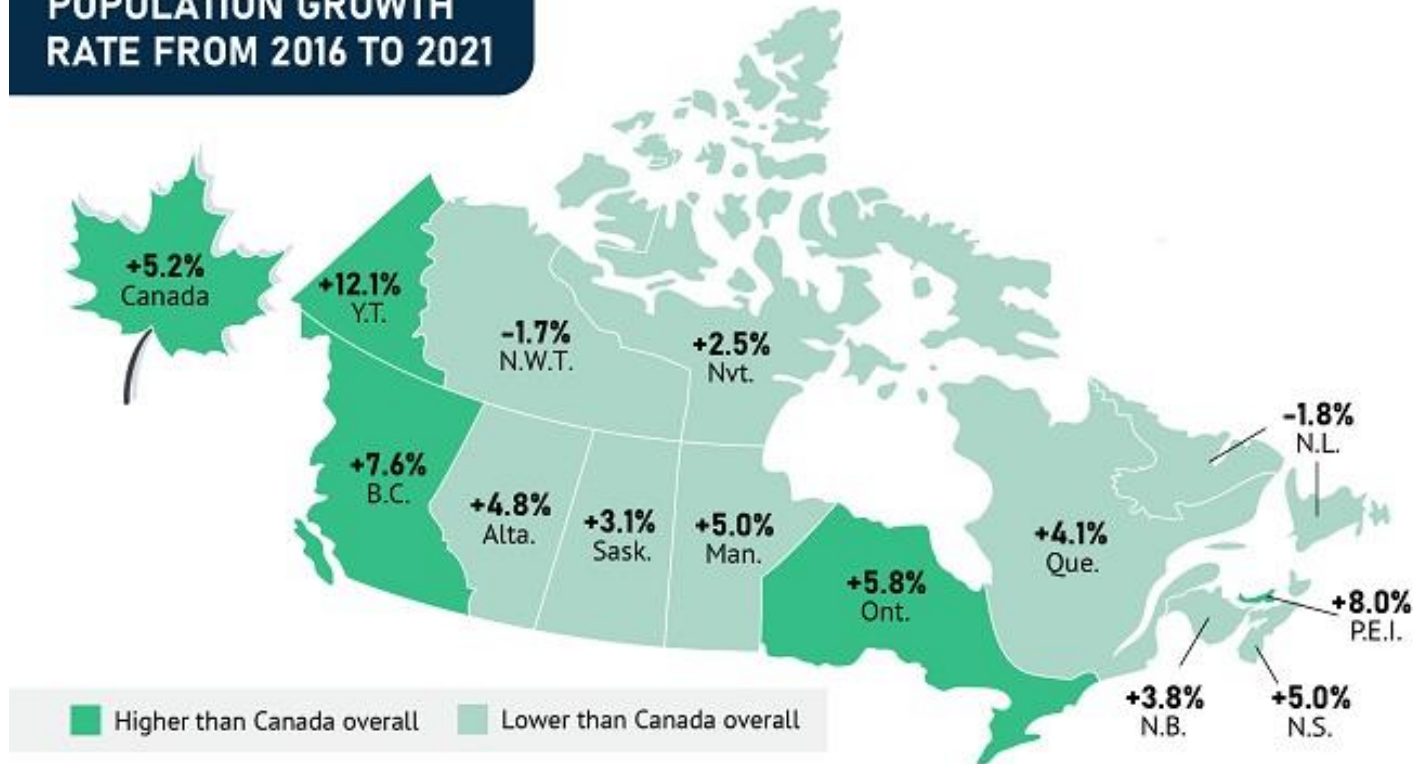 POPULATION GROWTH
RATE FROM 2016 TO 2021
+5.2%
Canada
+12.1%
Y.T.
-1.7%
N.W.T.
+2.5%
Nvt.
+7.6%
B.C.
+4.8%
Alta.
+3.1%
Sask.
+5.0%
Man.
+5.8%
Ont.
+4.1%
Que.
-1.8%
N.L.
+8.0%
P.E.I.
+3.8%
N.B.
+5.0%
N.S.
Higher than Canada overall
Lower than Canada overall